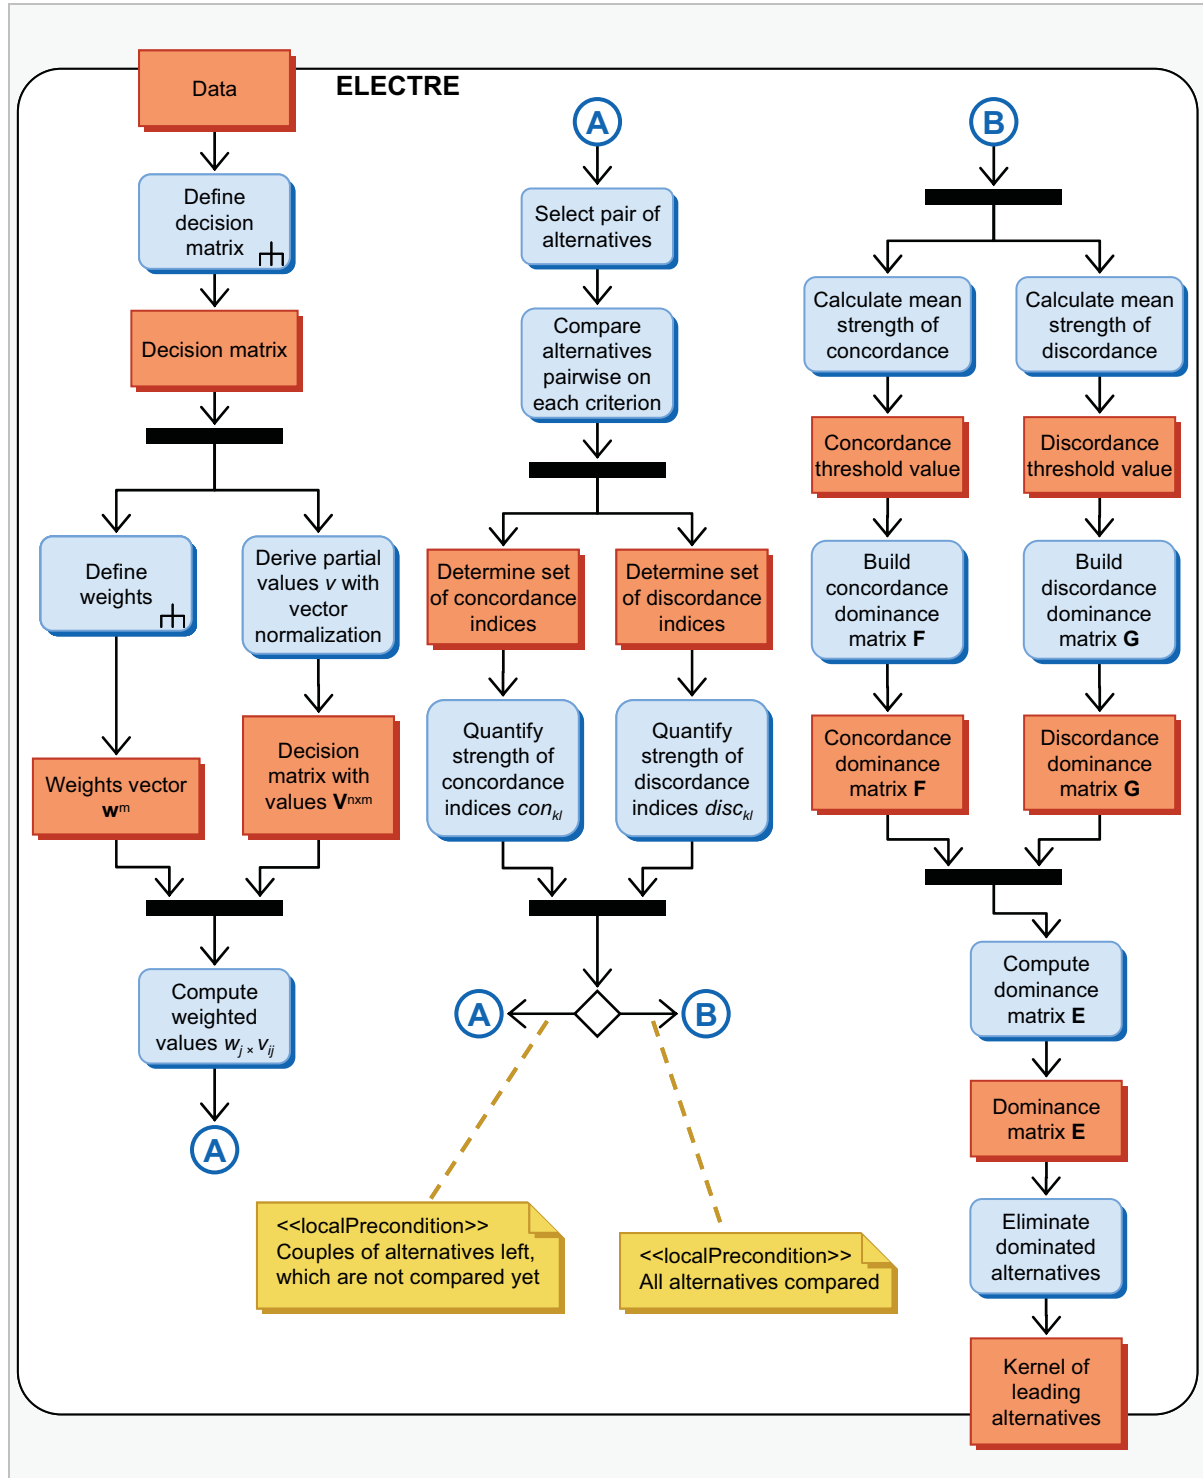 Data
ELECTRE
Define
decision
matrix
Decision matrix
Define
weights
Derive partial
values v with
vector
normalization
Weights vector
wᵐ
Decision
matrix with
values Vⁿˣᵐ
Compute
weighted
values wⱼ × vᵢⱼ
A
A
Select pair of
alternatives
Compare
alternatives
pairwise on
each criterion
Determine set
of concordance
indices
Determine set
of discordance
indices
Quantify
strength of
concordance
indices conₖₗ
Quantify
strength of
discordance
indices discₖₗ
A
B
<<localPrecondition>>
Couples of alternatives left,
which are not compared yet
<<localPrecondition>>
All alternatives compared
B
Calculate mean
strength of
concordance
Calculate mean
strength of
discordance
Concordance
threshold value
Discordance
threshold value
Build
concordance
dominance
matrix F
Build
discordance
dominance
matrix G
Concordance
dominance
matrix F
Discordance
dominance
matrix G
Compute
dominance
matrix E
Dominance
matrix E
Eliminate
dominated
alternatives
Kernel of
leading
alternatives